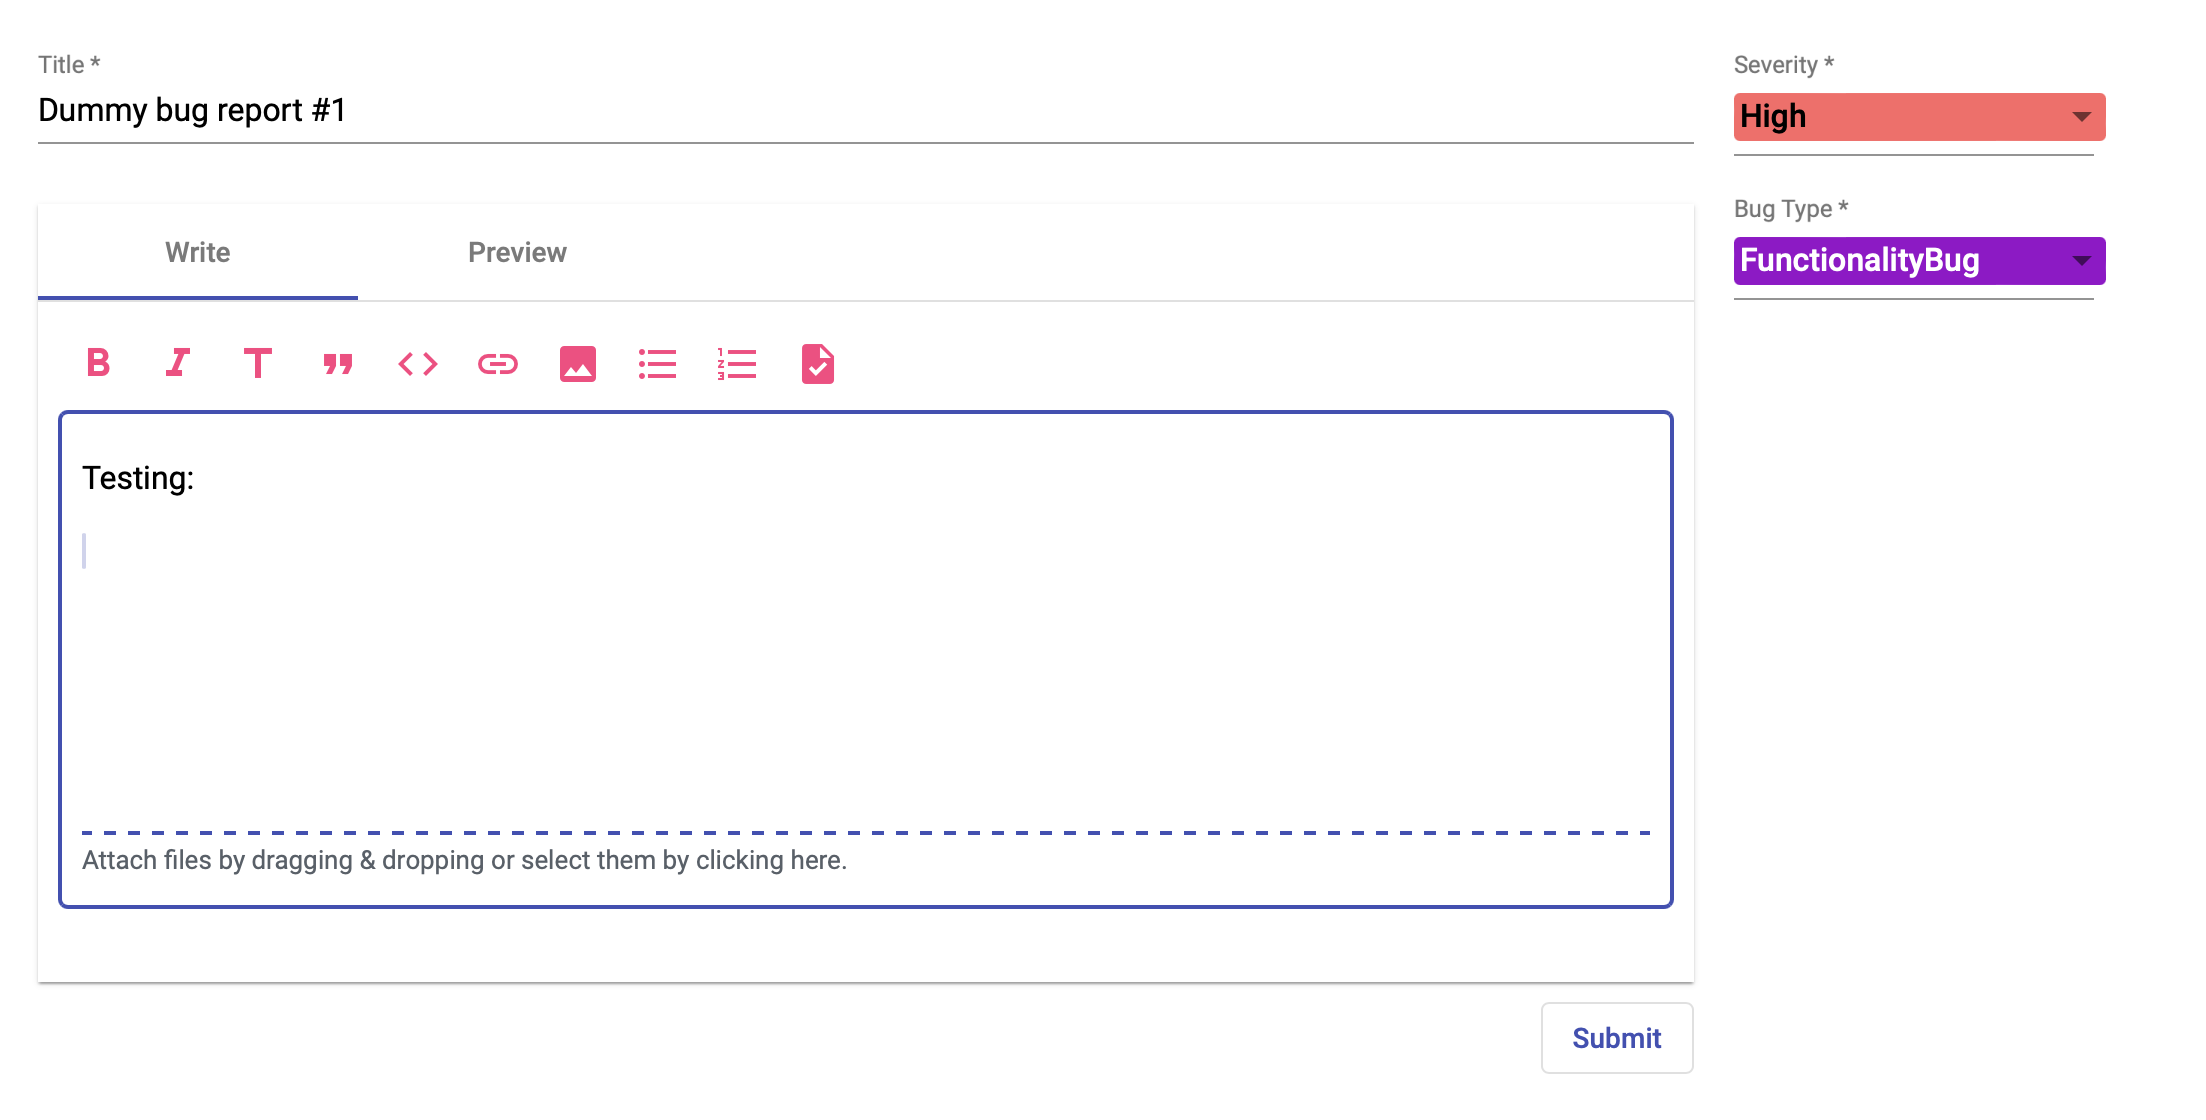 Title *
Dummy bug report #1
Severity *
High
Bug Type *
FunctionalityBug
Write Preview
Testing:
Attach files by dragging & dropping or select them by clicking here.
Submit